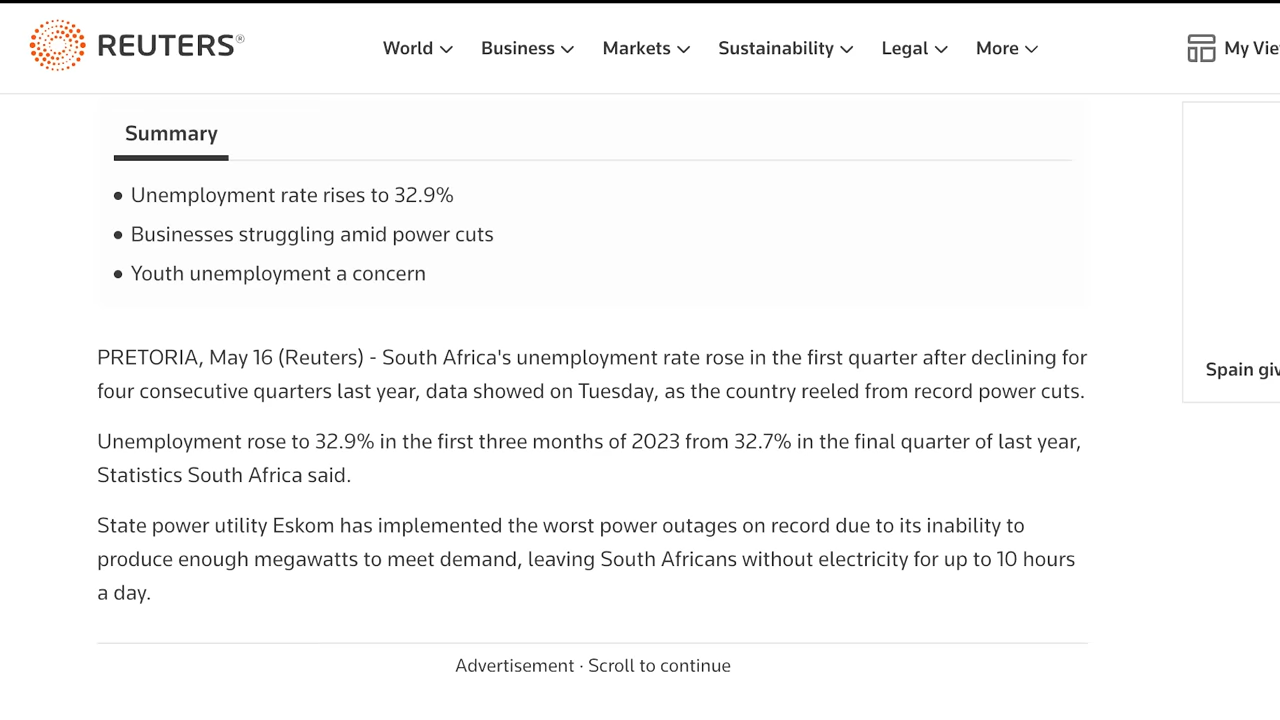 REUTERS®
World
Business
Markets
Sustainability
Legal
More
My Vie
Summary
• Unemployment rate rises to 32.9%
• Businesses struggling amid power cuts
• Youth unemployment a concern
PRETORIA, May 16 (Reuters) - South Africa's unemployment rate rose in the first quarter after declining for
four consecutive quarters last year, data showed on Tuesday, as the country reeled from record power cuts.
Spain giv
Unemployment rose to 32.9% in the first three months of 2023 from 32.7% in the final quarter of last year,
Statistics South Africa said.
State power utility Eskom has implemented the worst power outages on record due to its inability to
produce enough megawatts to meet demand, leaving South Africans without electricity for up to 10 hours
a day.
Advertisement · Scroll to continue